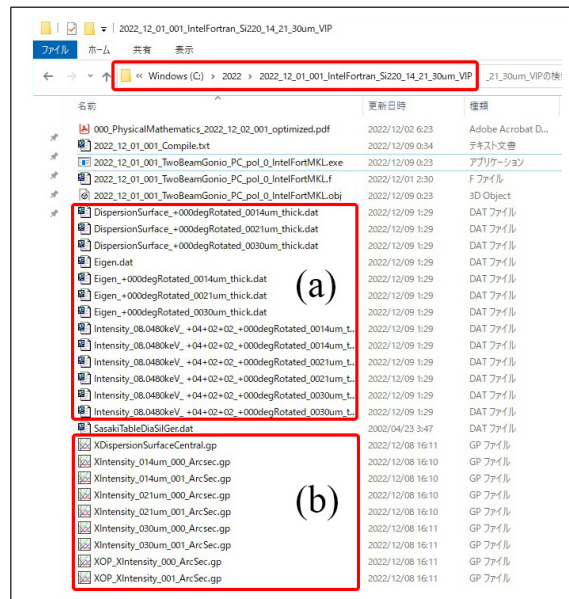 2022_12_01_001_IntelFortran_Si220_14_21_30um_VIP
ファイル ホーム 共有 表示
« Windows (C:) › 2022 › 2022_12_01_001_IntelFortran_Si220_14_21_30um_VIP _21_30um_VIPの検
名前 更新日時 種類
000_PhysicalMathematics_2022_12_02_001_optimized.pdf 2022/12/02 6:23 Adobe Acrobat D...
2022_12_01_001_Compile.txt 2022/12/09 0:34 テキスト文書
2022_12_01_001_TwoBeamGonio_PC_pol_0_IntelFortMKL.exe 2022/12/09 0:23 アプリケーション
2022_12_01_001_TwoBeamGonio_PC_pol_0_IntelFortMKL.f 2022/12/01 2:30 F ファイル
2022_12_01_001_TwoBeamGonio_PC_pol_0_IntelFortMKL.obj 2022/12/09 0:23 3D Object
DispersionSurface_+000degRotated_0014um_thick.dat 2022/12/09 1:29 DAT ファイル
DispersionSurface_+000degRotated_0021um_thick.dat 2022/12/09 1:29 DAT ファイル
DispersionSurface_+000degRotated_0030um_thick.dat 2022/12/09 1:29 DAT ファイル
Eigen.dat 2022/12/09 1:29 DAT ファイル
Eigen_+000degRotated_0014um_thick.dat 2022/12/09 1:29 DAT ファイル
Eigen_+000degRotated_0021um_thick.dat 2022/12/09 1:29 DAT ファイル
Eigen_+000degRotated_0030um_thick.dat 2022/12/09 1:29 DAT ファイル
(a)
Intensity_08.0480keV_ +04+02+02_+000degRotated_0014um_t... 2022/12/09 1:29 DAT ファイル
Intensity_08.0480keV_ +04+02+02_+000degRotated_0014um_t... 2022/12/09 1:29 DAT ファイル
Intensity_08.0480keV_ +04+02+02_+000degRotated_0021um_t... 2022/12/09 1:29 DAT ファイル
Intensity_08.0480keV_ +04+02+02_+000degRotated_0021um_t... 2022/12/09 1:29 DAT ファイル
Intensity_08.0480keV_ +04+02+02_+000degRotated_0030um_t... 2022/12/09 1:29 DAT ファイル
Intensity_08.0480keV_ +04+02+02_+000degRotated_0030um_t... 2022/12/09 1:29 DAT ファイル
SasakiTableDiaSilGer.dat 2002/04/23 3:47 DAT ファイル
XDispersionSurfaceCentral.gp 2022/12/08 16:11 GP ファイル
XIntensity_014um_000_Arcsec.gp 2022/12/08 16:10 GP ファイル
XIntensity_014um_001_ArcSec.gp 2022/12/08 16:10 GP ファイル
XIntensity_021um_000_ArcSec.gp 2022/12/08 16:10 GP ファイル
XIntensity_021um_001_ArcSec.gp 2022/12/08 16:10 GP ファイル
(b)
XIntensity_030um_000_ArcSec.gp 2022/12/08 16:11 GP ファイル
XIntensity_030um_001_ArcSec.gp 2022/12/08 16:11 GP ファイル
XOP_XIntensity_000_ArcSec.gp 2022/12/08 16:11 GP ファイル
XOP_XIntensity_001_ArcSec.gp 2022/12/08 16:11 GP ファイル